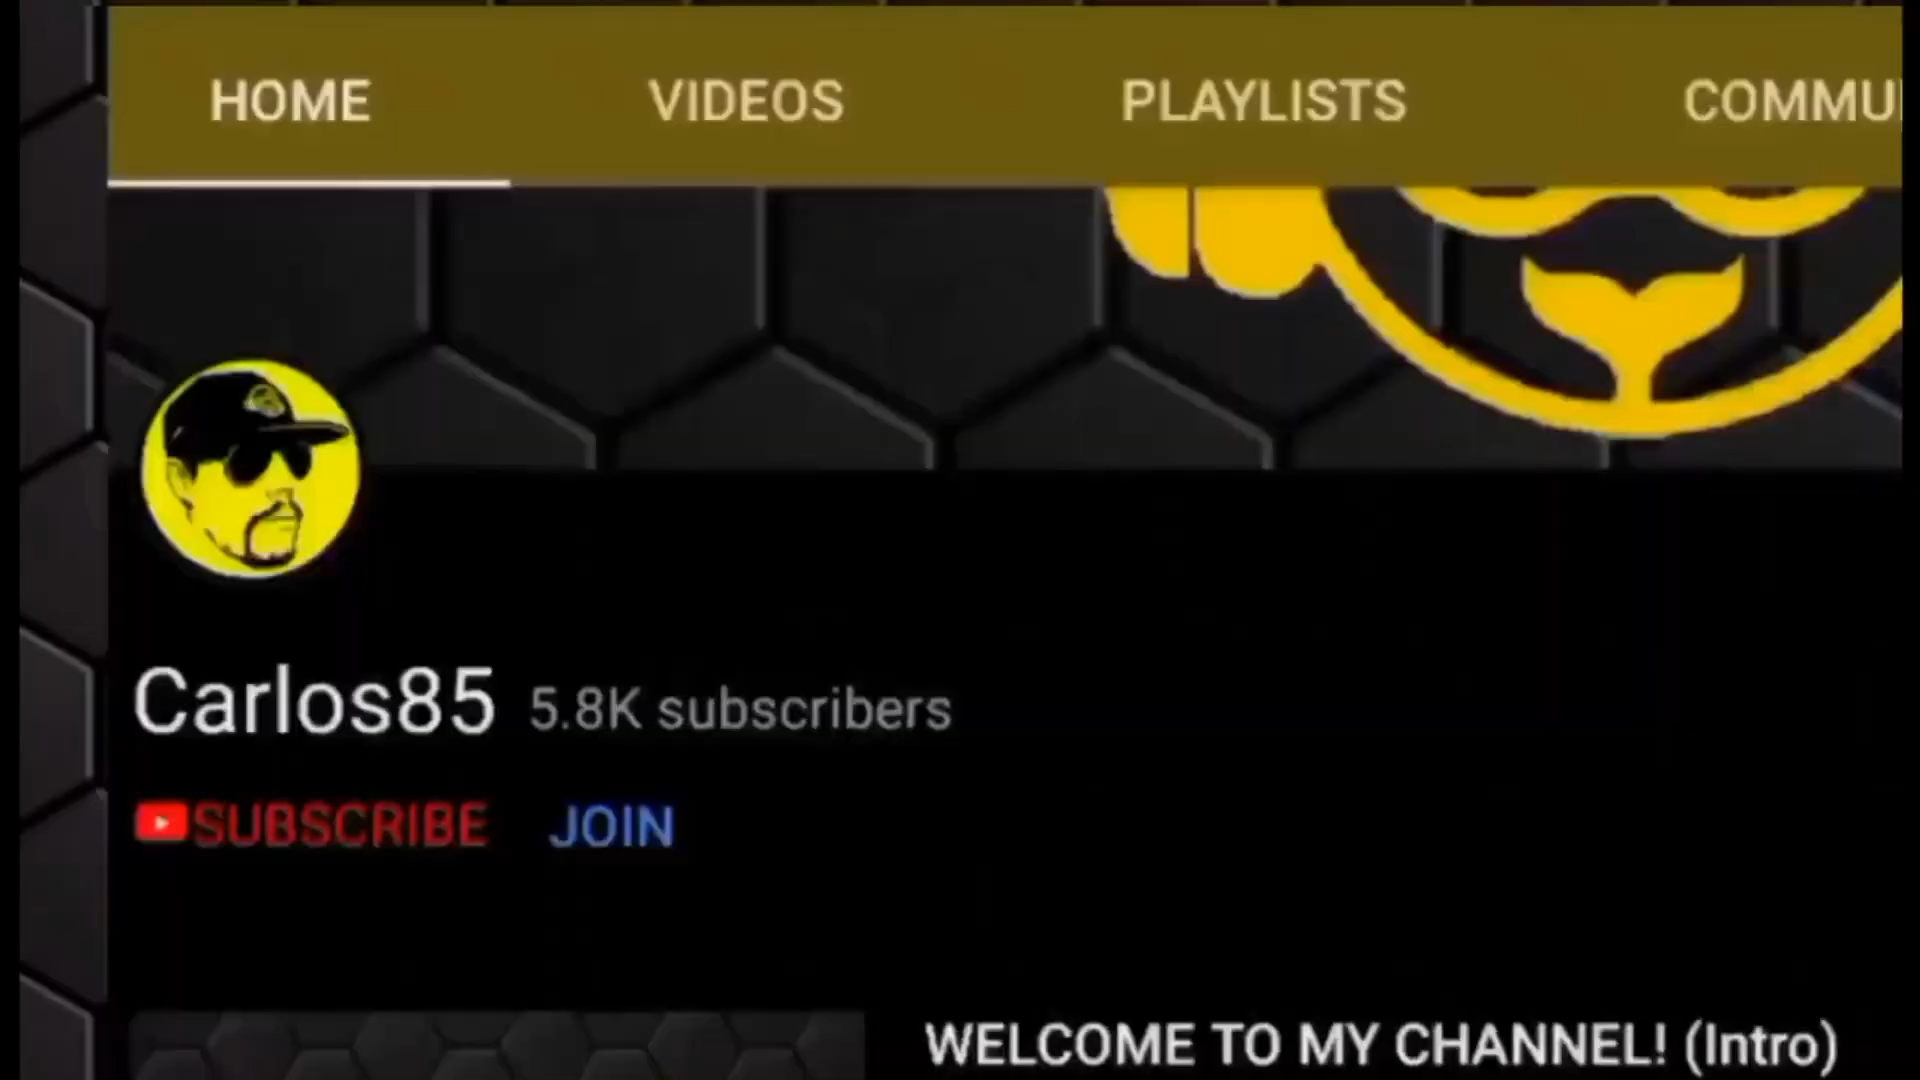 HOME VIDEOS PLAYLISTS COMMU
Carlos85 5.8K subscribers
SUBSCRIBE JOIN
WELCOME TO MY CHANNEL! (Intro)